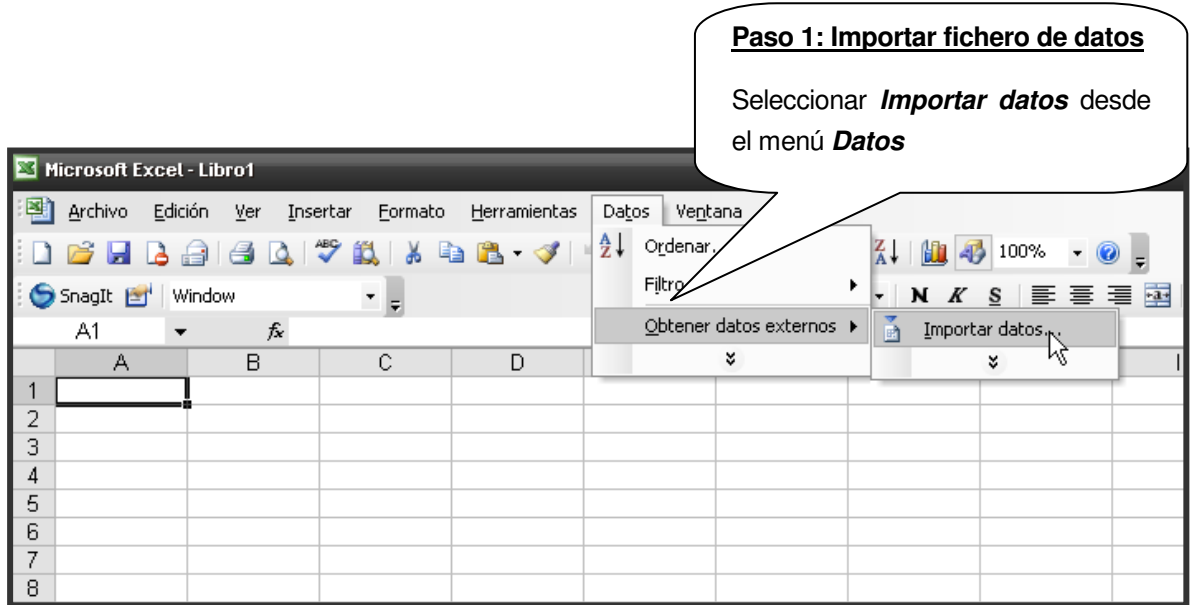 Paso 1: Importar fichero de datos
Seleccionar Importar datos desde
el menú Datos
Microsoft Excel - Libro1
Archivo Edición Ver Insertar Formato Herramientas Datos Ventana
Ordenar.
100%
Filtro
SnagIt Window
N K S
A1 fx
Obtener datos externos Importar datos...
A B C D I
1
2
3
4
5
6
7
8